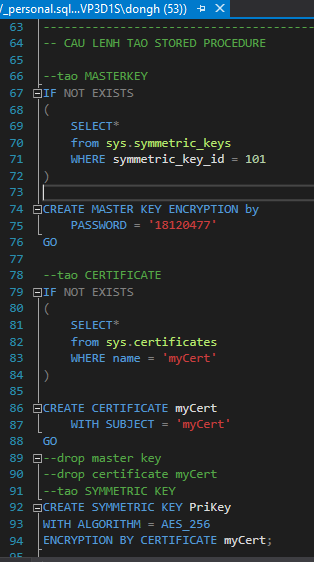 _personal.sql...VP3D1S\dongh (53))
63 ----------------------------------------
64 -- CAU LENH TAO STORED PROCEDURE
65
66 --tao MASTERKEY
67 IF NOT EXISTS
68 (
69 SELECT*
70 from sys.symmetric_keys
71 WHERE symmetric_key_id = 101
72 )
73
74 CREATE MASTER KEY ENCRYPTION by
75 PASSWORD = '18120477'
76 GO
77
78 --tao CERTIFICATE
79 IF NOT EXISTS
80 (
81 SELECT*
82 from sys.certificates
83 WHERE name = 'myCert'
84 )
85
86 CREATE CERTIFICATE myCert
87 WITH SUBJECT = 'myCert'
88 GO
89 --drop master key
90 --drop certificate myCert
91 --tao SYMMETRIC KEY
92 CREATE SYMMETRIC KEY PriKey
93 WITH ALGORITHM = AES_256
94 ENCRYPTION BY CERTIFICATE myCert;
95